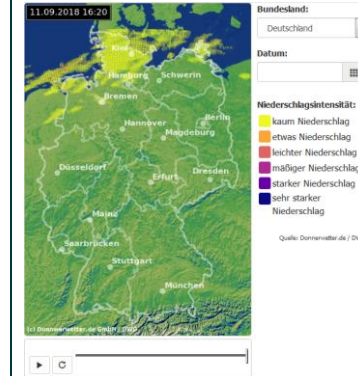 11.09.2018 16:20
Kiel
Hamburg
Schwerin
Bremen
Berlin
Hannover
Magdeburg
Düsseldorf
Erfurt
Dresden
Mainz
Saarbrücken
Stuttgart
München
(c) Donnerwetter.de GmbH / DWD
Bundesland:
Deutschland
Datum:
Niederschlagsintensität:
kaum Niederschlag
etwas Niederschlag
leichter Niederschlag
mäßiger Niederschlag
starker Niederschlag
sehr starker
Niederschlag
Quelle: Donnerwetter.de /